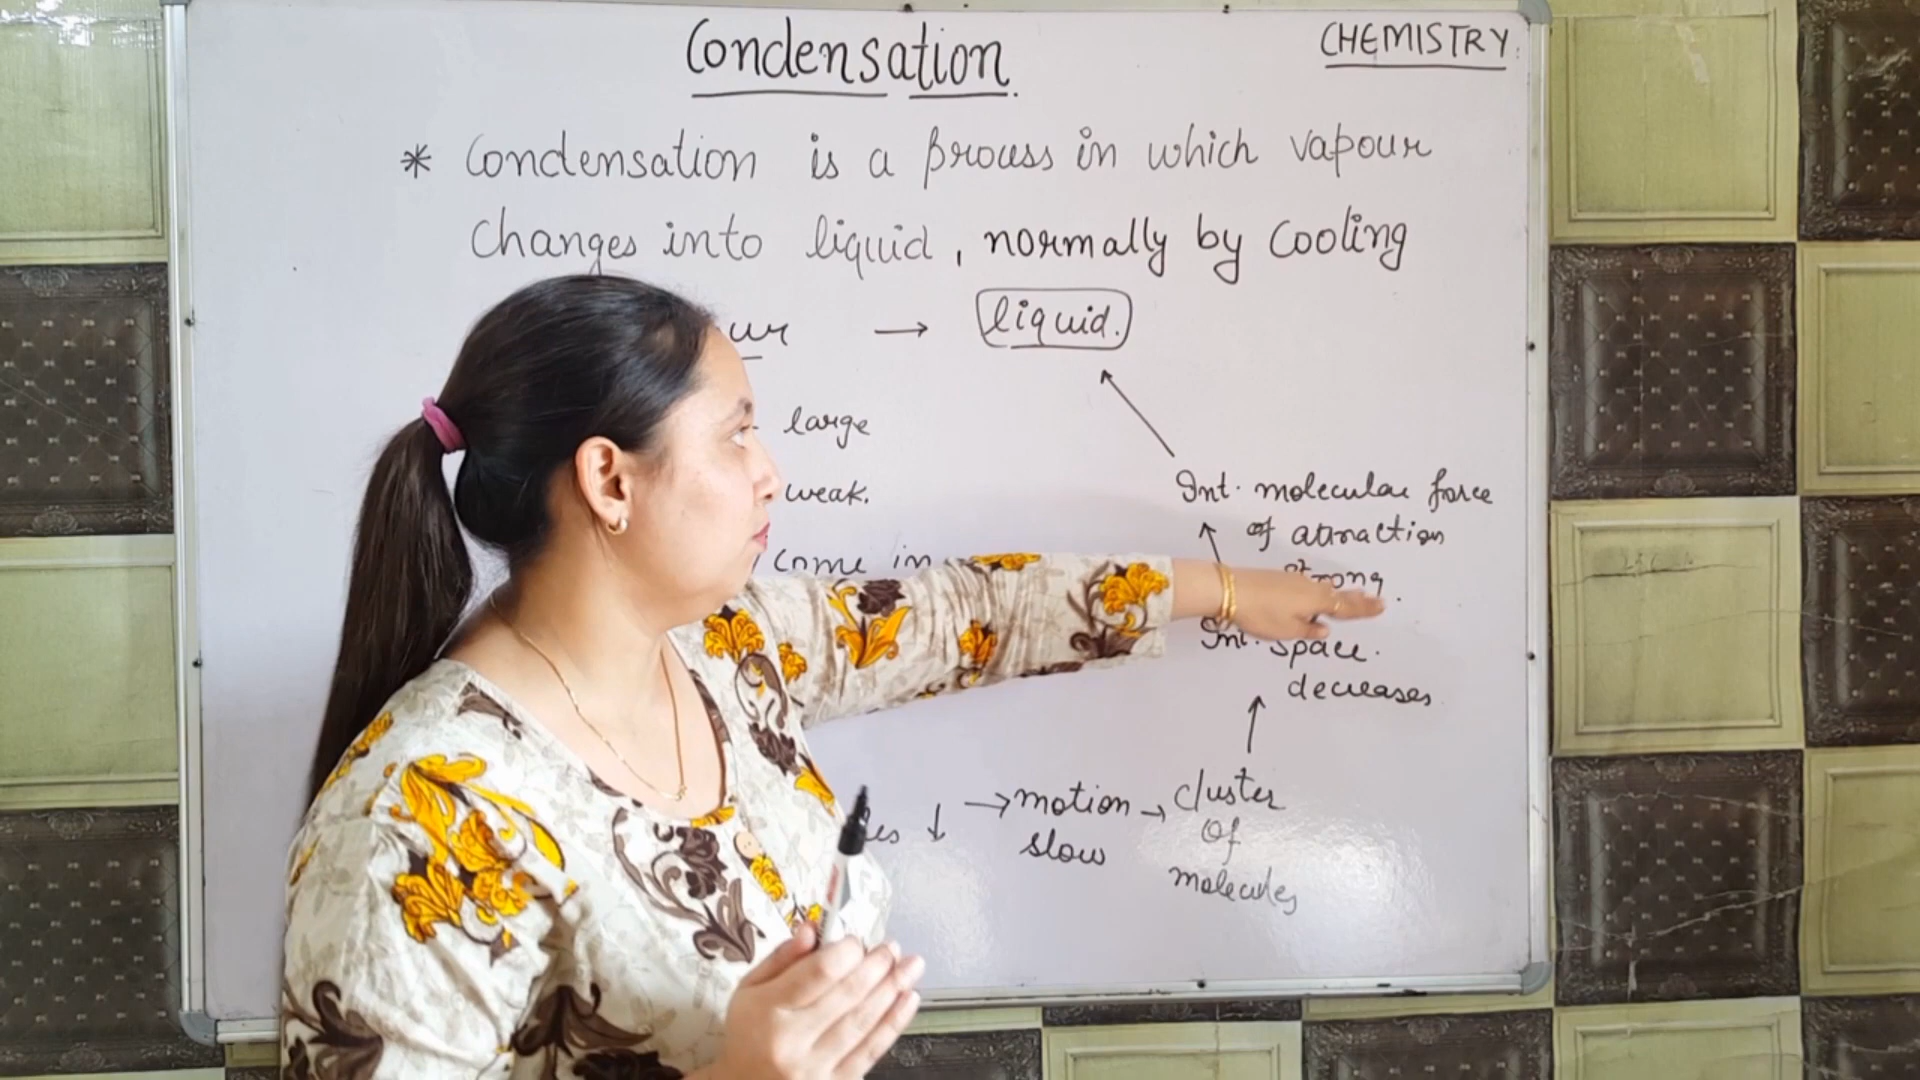 Condensation.
CHEMISTRY.
* Condensation is a process in which vapour
changes into liquid, normally by cooling
→ liquid.
large
weak.
come in
Int. molecular force
of attraction
strong.
Int. space.
decreases
↓ → motion → cluster
slow
of
molecules